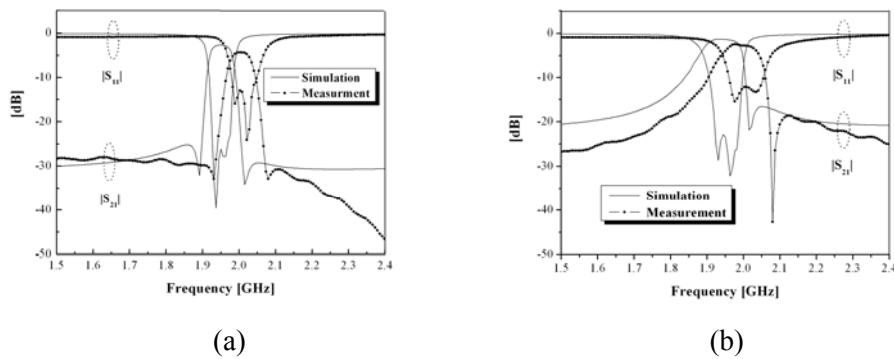 (a)
0
-10
-20
-30
-40
-50
[dB]
|S11|
|S21|
Simulation
Measurment
1.5 1.6 1.7 1.8 1.9 2.0 2.1 2.2 2.3 2.4
Frequency [GHz]
(a)
(b)
0
-10
-20
-30
-40
-50
[dB]
|S11|
|S21|
Simulation
Measurement
1.5 1.6 1.7 1.8 1.9 2.0 2.1 2.2 2.3 2.4
Frequency [GHz]
(b)